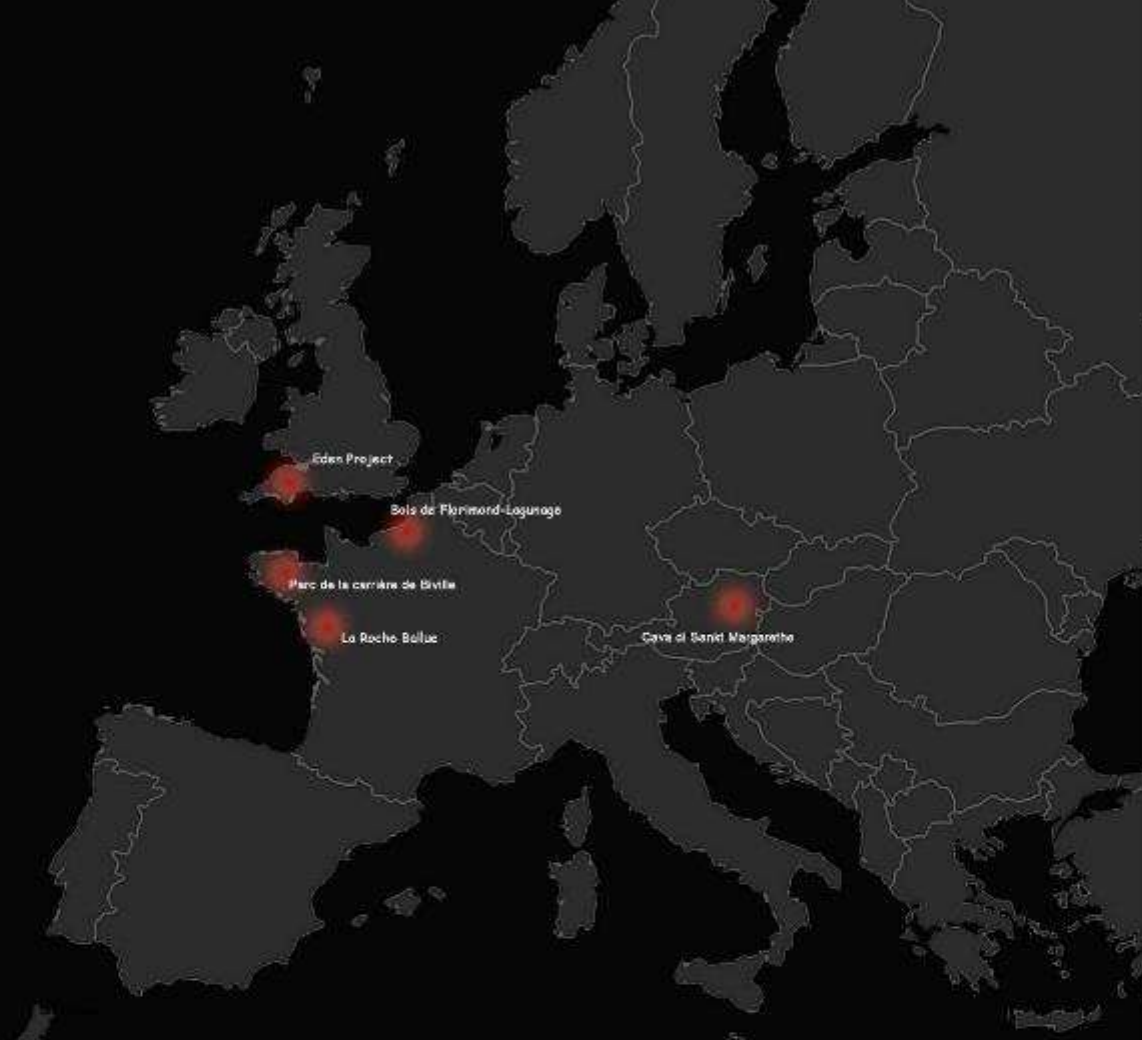 Eden Project
Bois de Florimond-Lagunage
Parc de la carrière de Biville
La Roche Ballue
Cava di Sankt Margarethe